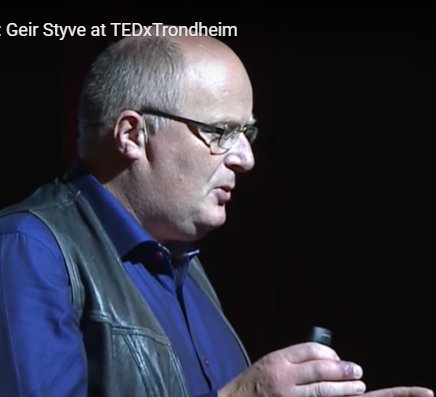 : Geir Styve at TEDxTrondheim